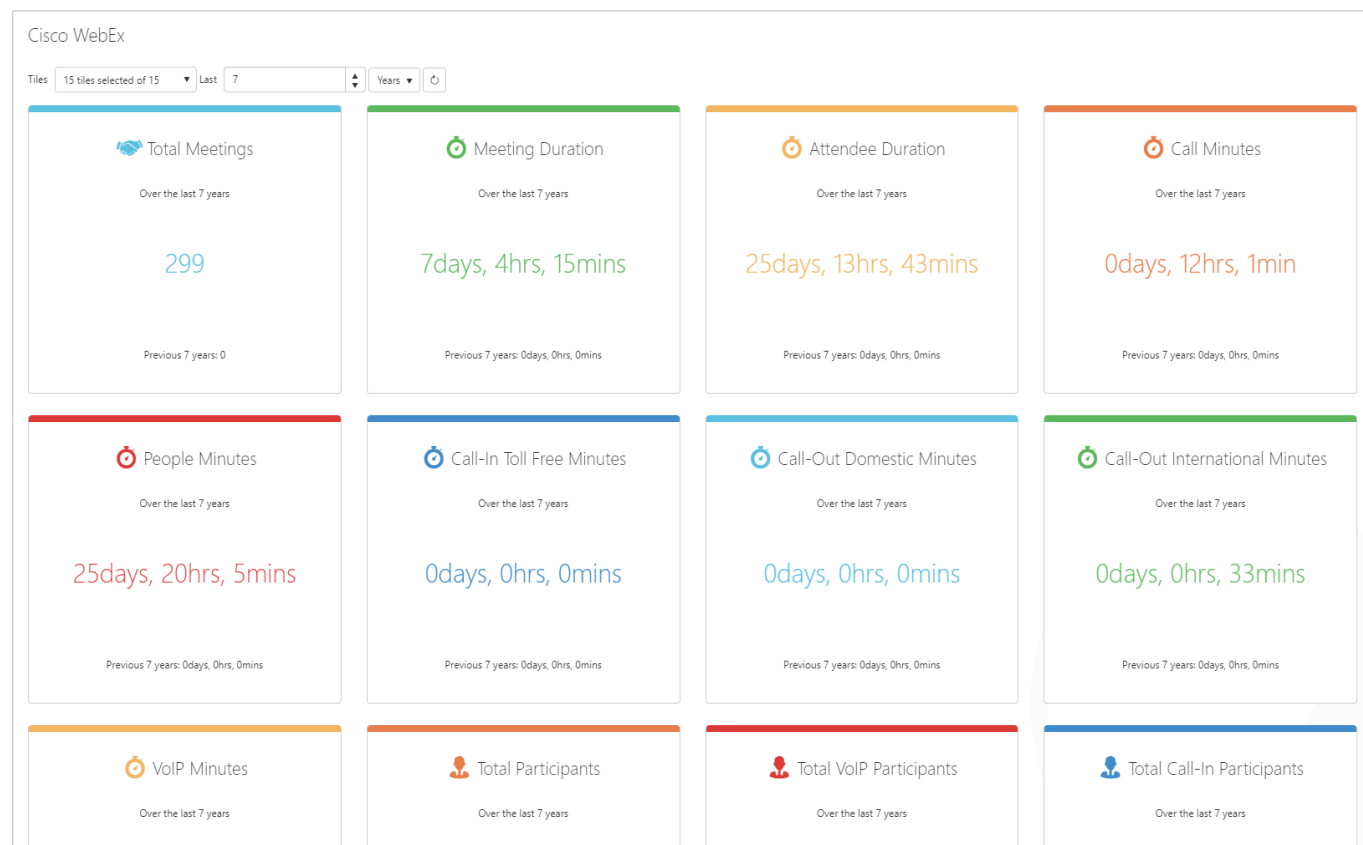 Cisco WebEx
Tiles 15 tiles selected of 15 Last 7 Years
Total Meetings
Over the last 7 years
299
Previous 7 years: 0
Meeting Duration
Over the last 7 years
7days, 4hrs, 15mins
Previous 7 years: 0days, 0hrs, 0mins
Attendee Duration
Over the last 7 years
25days, 13hrs, 43mins
Previous 7 years: 0days, 0hrs, 0mins
Call Minutes
Over the last 7 years
0days, 12hrs, 1min
Previous 7 years: 0days, 0hrs, 0mins
People Minutes
Over the last 7 years
25days, 20hrs, 5mins
Previous 7 years: 0days, 0hrs, 0mins
Call-In Toll Free Minutes
Over the last 7 years
0days, 0hrs, 0mins
Previous 7 years: 0days, 0hrs, 0mins
Call-Out Domestic Minutes
Over the last 7 years
0days, 0hrs, 0mins
Previous 7 years: 0days, 0hrs, 0mins
Call-Out International Minutes
Over the last 7 years
0days, 0hrs, 33mins
Previous 7 years: 0days, 0hrs, 0mins
VoIP Minutes
Over the last 7 years
Total Participants
Over the last 7 years
Total VoIP Participants
Over the last 7 years
Total Call-In Participants
Over the last 7 years